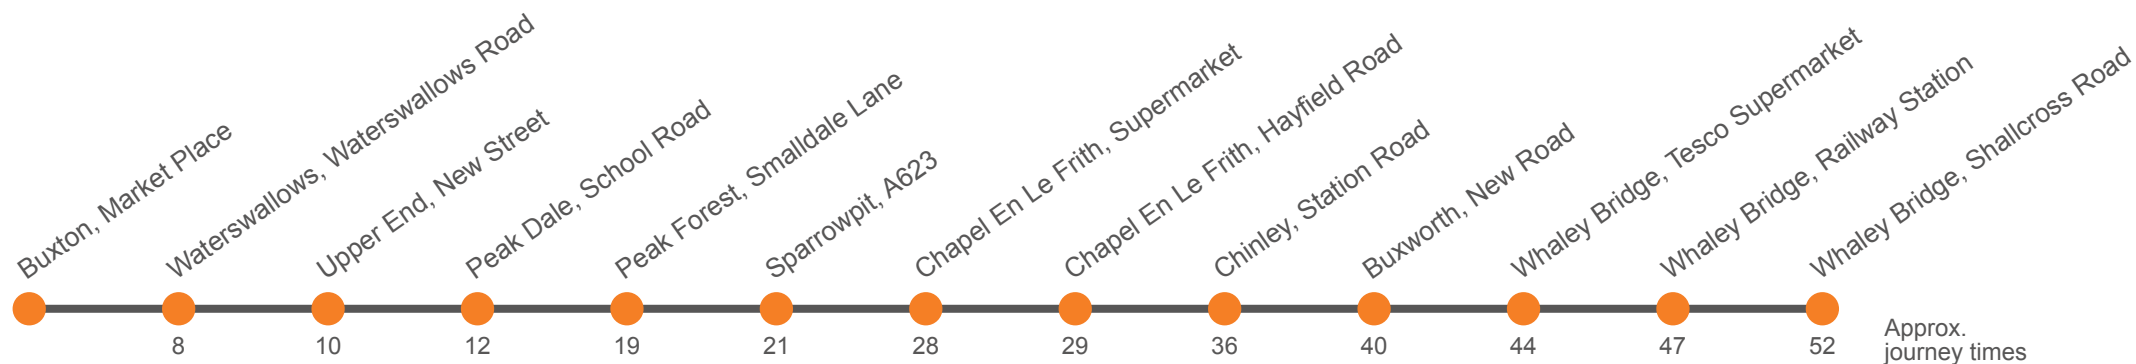 Buxton, Market Place
Waterswallows, Waterswallows Road
Upper End, New Street
Peak Dale, School Road
Peak Forest, Smalldale Lane
Sparrowpit, A623
Chapel En Le Frith, Supermarket
Chapel En Le Frith, Hayfield Road
Chinley, Station Road
Buxworth, New Road
Whaley Bridge, Tesco Supermarket
Whaley Bridge, Railway Station
Whaley Bridge, Shallcross Road
8 10 12 19 21 28 29 36 40 44 47 52
Approx.
journey times